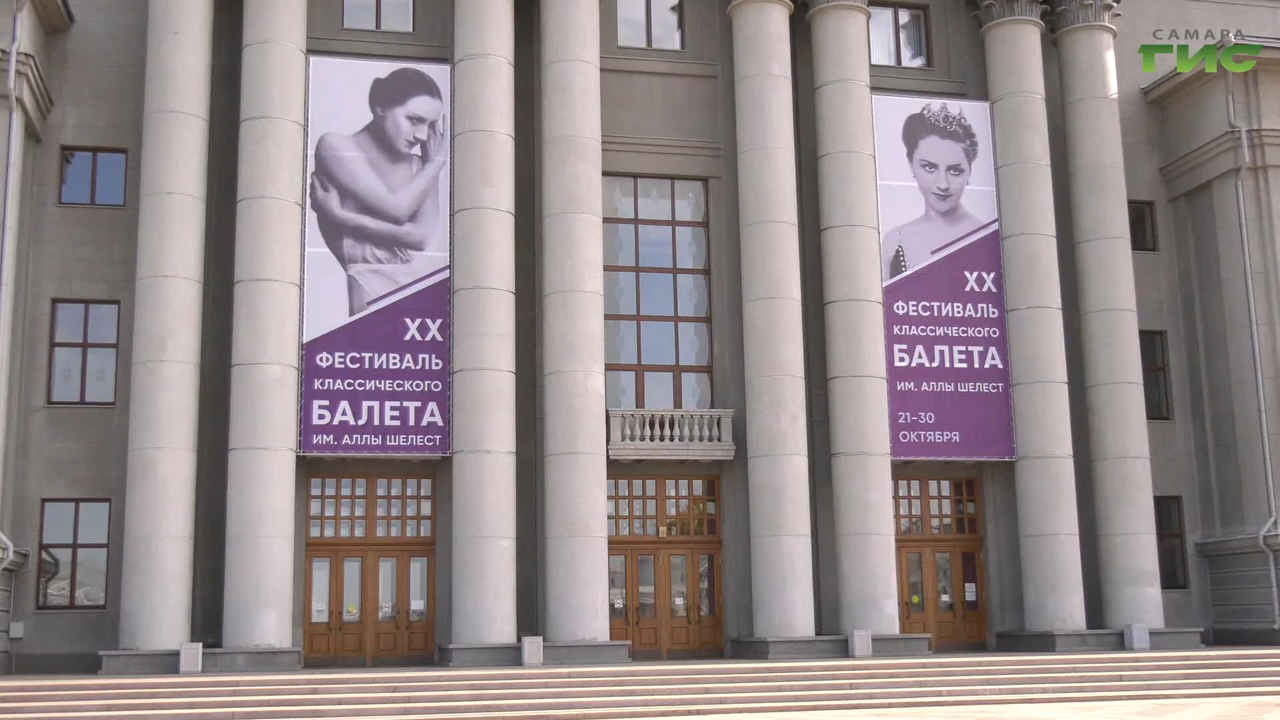 САМАРА
ГИС
XX
ФЕСТИВАЛЬ
КЛАССИЧЕСКОГО
БАЛЕТА
ИМ. АЛЛЫ ШЕЛЕСТ
XX
ФЕСТИВАЛЬ
КЛАССИЧЕСКОГО
БАЛЕТА
ИМ. АЛЛЫ ШЕЛЕСТ
21-30
ОКТЯБРЯ